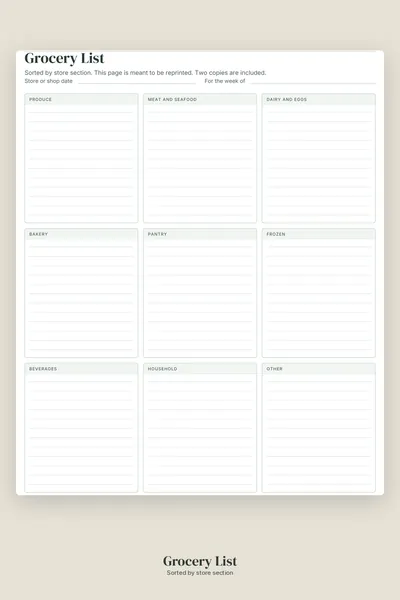 Grocery List
Sorted by store section. This page is meant to be reprinted. Two copies are included.
Store or shop date For the week of
PRODUCE
MEAT AND SEAFOOD
DAIRY AND EGGS
BAKERY
PANTRY
FROZEN
BEVERAGES
HOUSEHOLD
OTHER
Grocery List
Sorted by store section